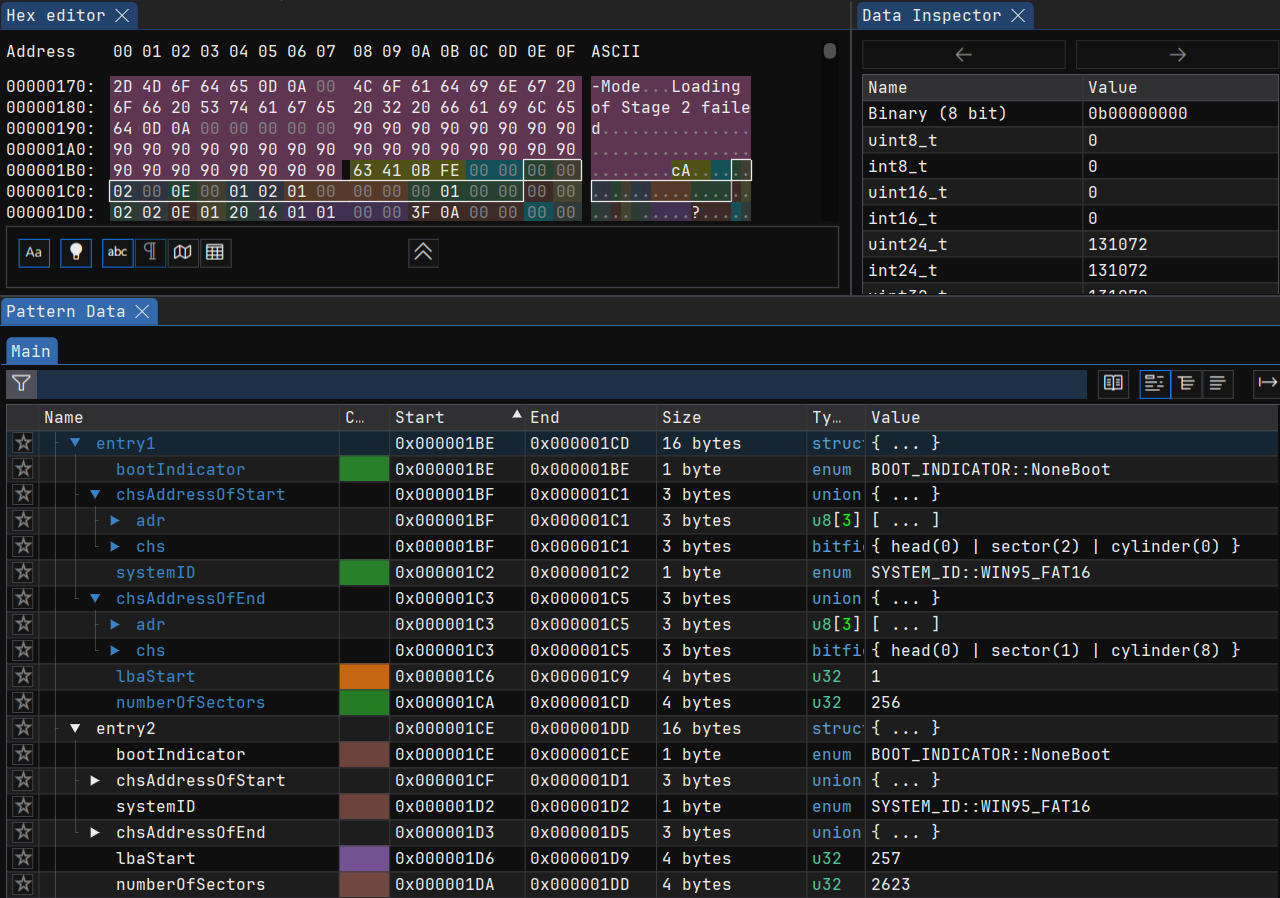 Hex editor
Address 00 01 02 03 04 05 06 07 08 09 0A 0B 0C 0D 0E 0F ASCII
00000170: 2D 4D 6F 64 65 0D 0A 00 4C 6F 61 64 69 6E 67 20 -Mode...Loading
00000180: 6F 66 20 53 74 61 67 65 20 32 20 66 61 69 6C 65 of Stage 2 faile
00000190: 64 0D 0A 00 00 00 00 00 90 90 90 90 90 90 90 90 d...............
000001A0: 90 90 90 90 90 90 90 90 90 90 90 90 90 90 90 90 ................
000001B0: 90 90 90 90 90 90 90 90 63 41 0B FE 00 00 00 00 ........cA......
000001C0: 02 00 0E 00 01 02 01 00 00 00 00 01 00 00 00 00 ................
000001D0: 02 02 0E 01 20 16 01 01 00 00 3F 0A 00 00 00 00 .... .....?.....
Aa
abc
Data Inspector
Name Value
Binary (8 bit) 0b00000000
uint8_t 0
int8_t 0
uint16_t 0
int16_t 0
uint24_t 131072
int24_t 131072
uint32_t 131072
Pattern Data
Main
Name C… Start End Size Ty… Value
entry1 0x000001BE 0x000001CD 16 bytes struc { ... }
bootIndicator 0x000001BE 0x000001BE 1 byte enum BOOT_INDICATOR::NoneBoot
chsAddressOfStart 0x000001BF 0x000001C1 3 bytes union { ... }
adr 0x000001BF 0x000001C1 3 bytes u8[3] [ ... ]
chs 0x000001BF 0x000001C1 3 bytes bitfi { head(0) | sector(2) | cylinder(0) }
systemID 0x000001C2 0x000001C2 1 byte enum SYSTEM_ID::WIN95_FAT16
chsAddressOfEnd 0x000001C3 0x000001C5 3 bytes union { ... }
adr 0x000001C3 0x000001C5 3 bytes u8[3] [ ... ]
chs 0x000001C3 0x000001C5 3 bytes bitfi { head(0) | sector(1) | cylinder(8) }
lbaStart 0x000001C6 0x000001C9 4 bytes u32 1
numberOfSectors 0x000001CA 0x000001CD 4 bytes u32 256
entry2 0x000001CE 0x000001DD 16 bytes struc { ... }
bootIndicator 0x000001CE 0x000001CE 1 byte enum BOOT_INDICATOR::NoneBoot
chsAddressOfStart 0x000001CF 0x000001D1 3 bytes union { ... }
systemID 0x000001D2 0x000001D2 1 byte enum SYSTEM_ID::WIN95_FAT16
chsAddressOfEnd 0x000001D3 0x000001D5 3 bytes union { ... }
lbaStart 0x000001D6 0x000001D9 4 bytes u32 257
numberOfSectors 0x000001DA 0x000001DD 4 bytes u32 2623